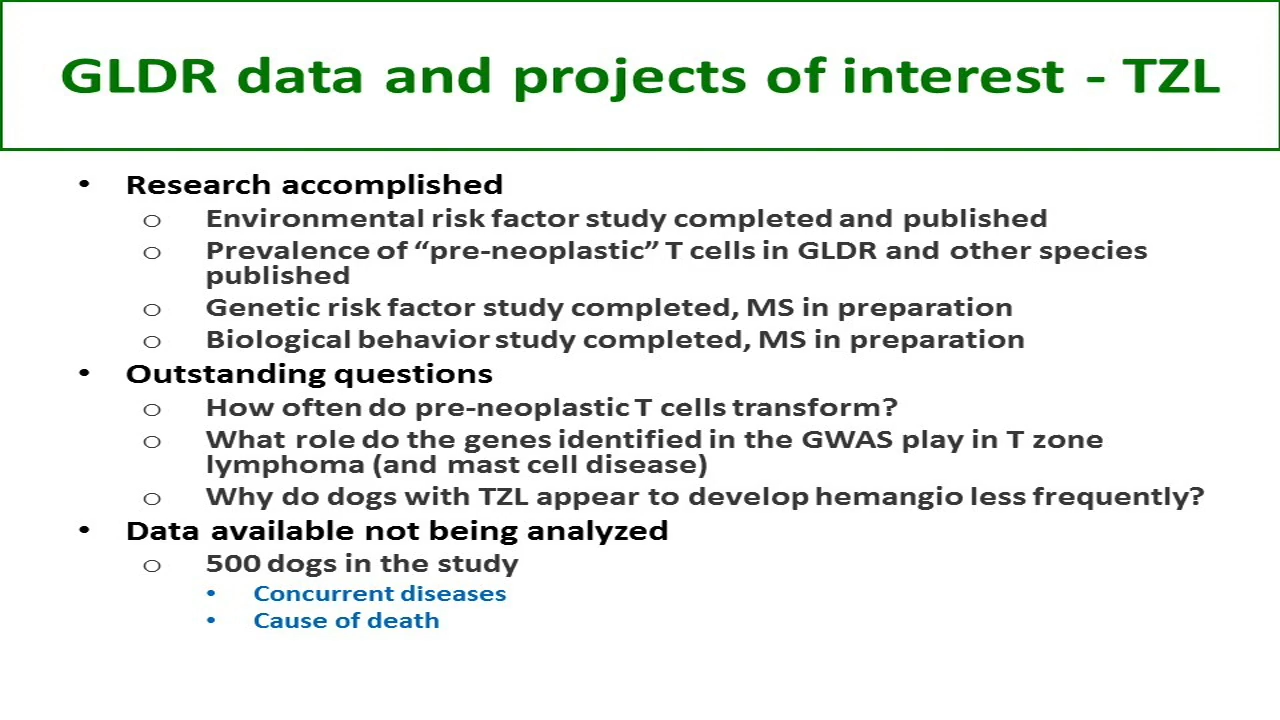 GLDR data and projects of interest - TZL
• Research accomplished
o Environmental risk factor study completed and published
o Prevalence of “pre-neoplastic” T cells in GLDR and other species
published
o Genetic risk factor study completed, MS in preparation
o Biological behavior study completed, MS in preparation
• Outstanding questions
o How often do pre-neoplastic T cells transform?
o What role do the genes identified in the GWAS play in T zone
lymphoma (and mast cell disease)
o Why do dogs with TZL appear to develop hemangio less frequently?
• Data available not being analyzed
o 500 dogs in the study
• Concurrent diseases
• Cause of death